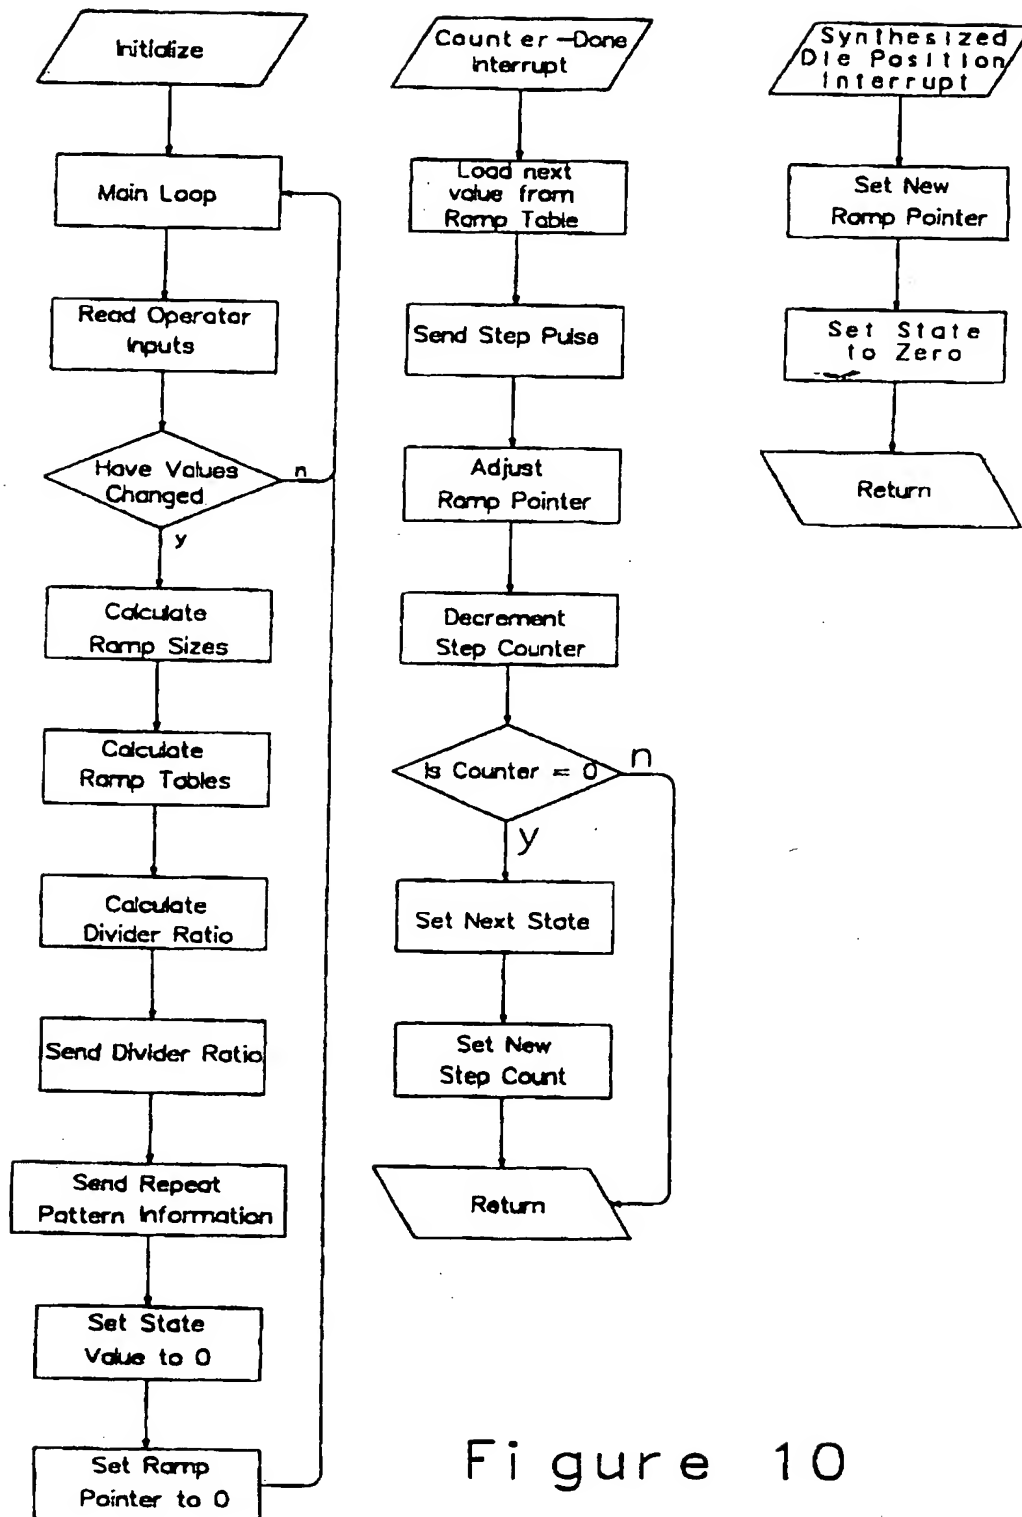 Initialize
Main Loop
Read Operator
Inputs
Have Values
Changed
n
y
Calculate
Ramp Sizes
Calculate
Ramp Tables
Calculate
Divider Ratio
Send Divider Ratio
Send Repeat
Pattern Information
Set State
Value to 0
Set Ramp
Pointer to 0
Counter-Done
Interrupt
Load next
value from
Ramp Table
Send Step Pulse
Adjust
Ramp Pointer
Decrement
Step Counter
Is Counter = 0
n
y
Set Next State
Set New
Step Count
Return
Synthesized
Die Position
Interrupt
Set New
Ramp Pointer
Set State
to Zero
Return
Figure 10